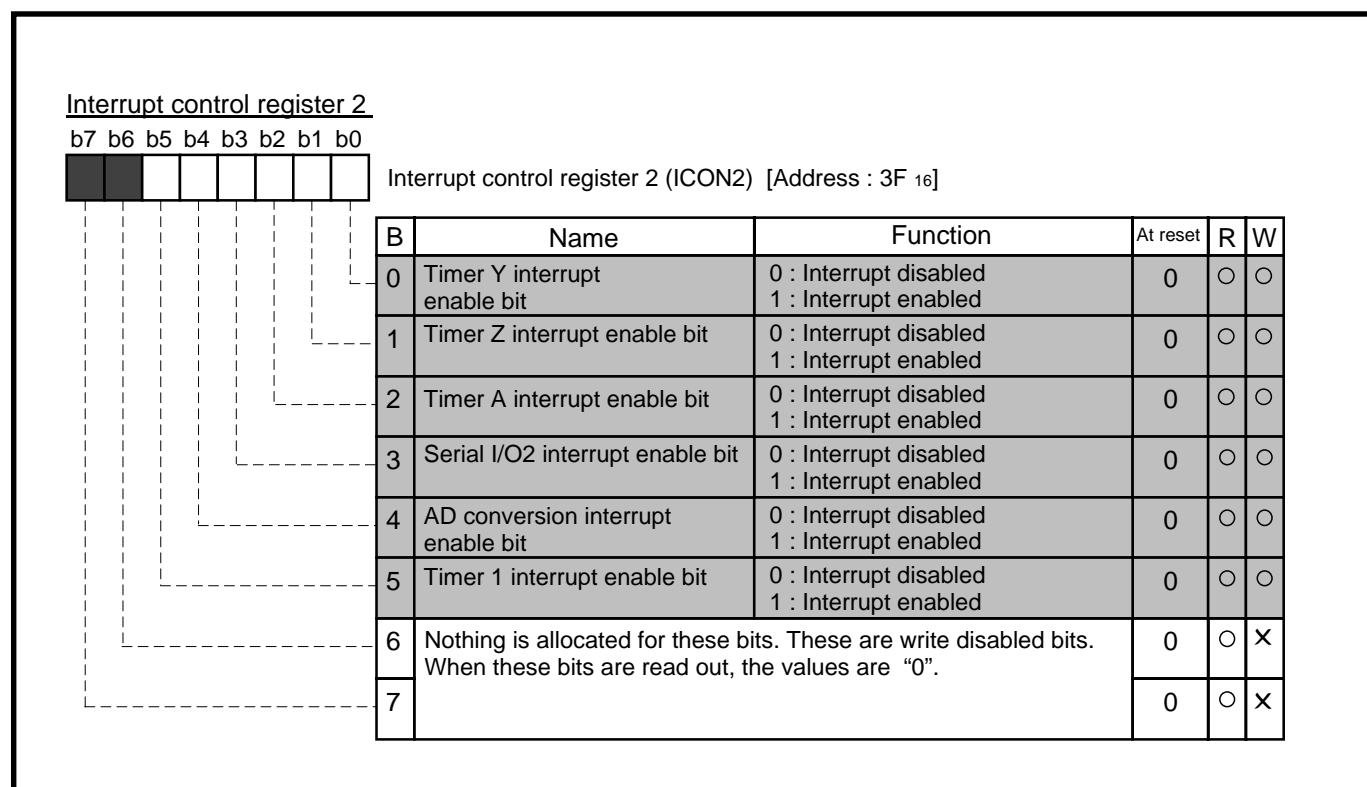 Interrupt control register 2
b7 b6 b5 b4 b3 b2 b1 b0
Interrupt control register 2 (ICON2) [Address : 3F 16]
B Name Function At reset R W
0 Timer Y interrupt enable bit 0 : Interrupt disabled 1 : Interrupt enabled 0 ○ ○
1 Timer Z interrupt enable bit 0 : Interrupt disabled 1 : Interrupt enabled 0 ○ ○
2 Timer A interrupt enable bit 0 : Interrupt disabled 1 : Interrupt enabled 0 ○ ○
3 Serial I/O2 interrupt enable bit 0 : Interrupt disabled 1 : Interrupt enabled 0 ○ ○
4 AD conversion interrupt enable bit 0 : Interrupt disabled 1 : Interrupt enabled 0 ○ ○
5 Timer 1 interrupt enable bit 0 : Interrupt disabled 1 : Interrupt enabled 0 ○ ○
6 Nothing is allocated for these bits. These are write disabled bits. 0 ○ ×
When these bits are read out, the values are “0”.
7 0 ○ ×